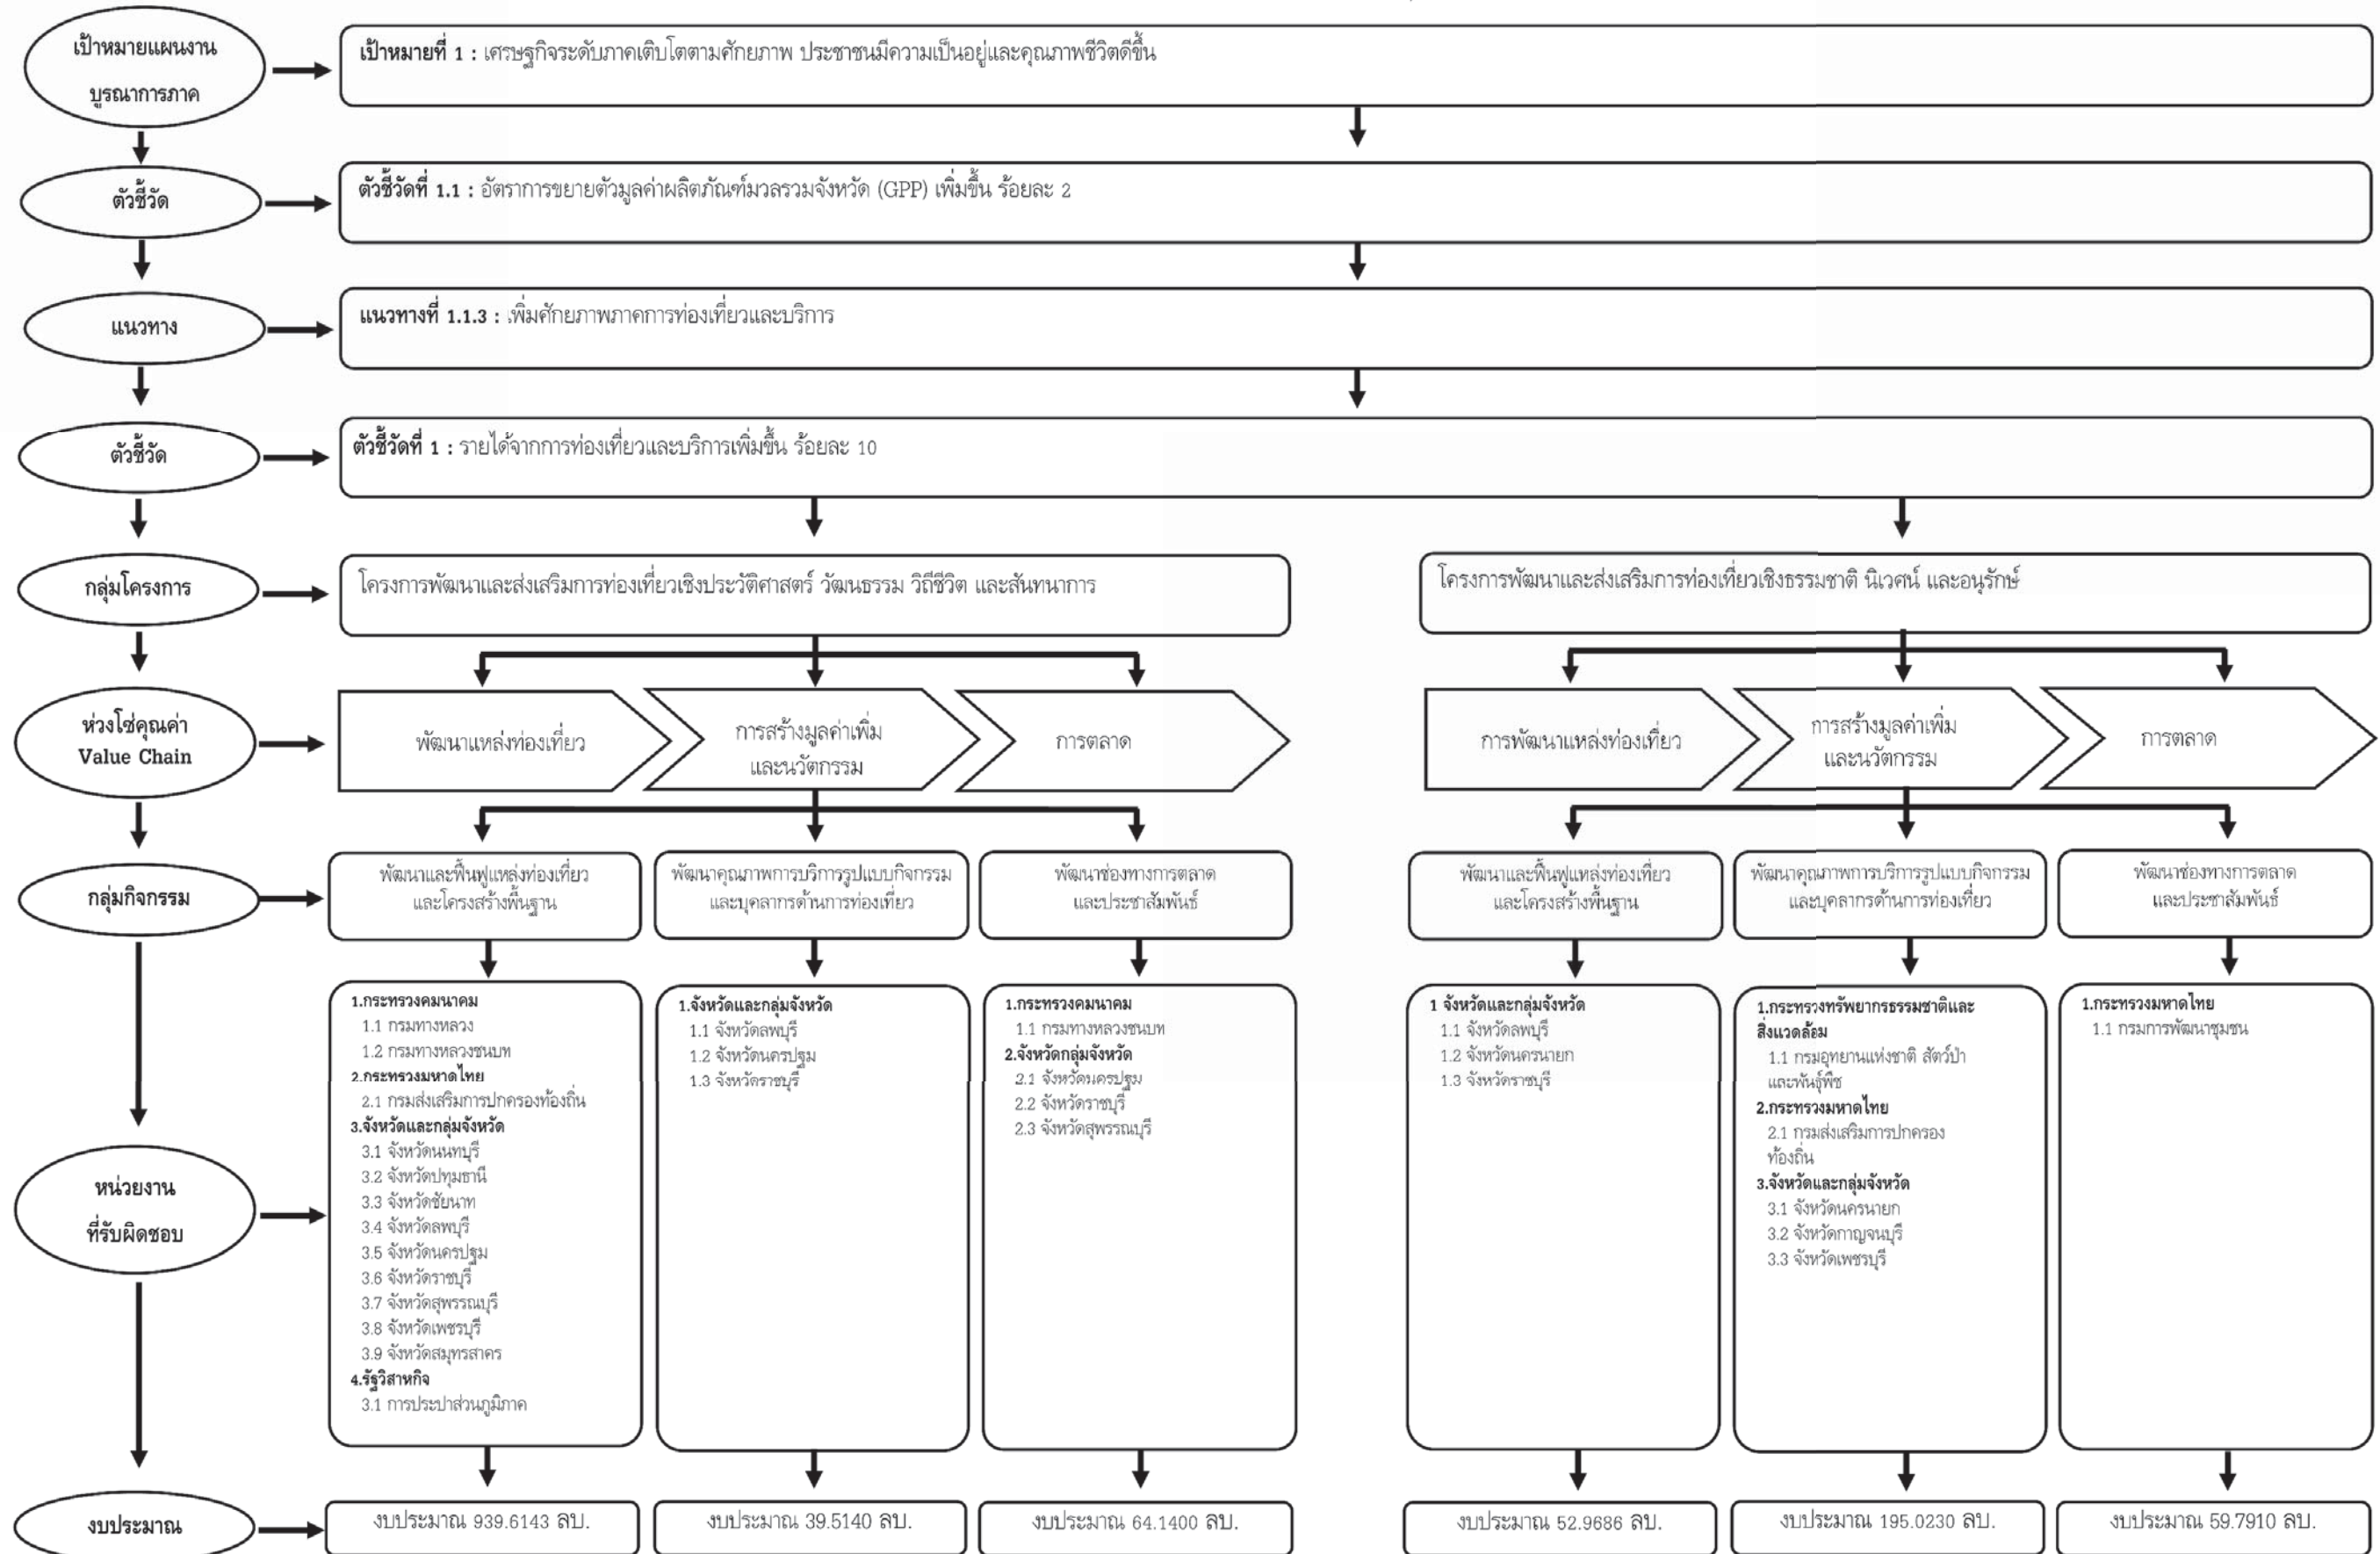 เป้าหมายแผนงาน
บูรณาการภาค
เป้าหมายที่ 1 : เศรษฐกิจระดับภาคเติบโตตามศักยภาพ ประชาชนมีความเป็นอยู่และคุณภาพชีวิตดีขึ้น
ตัวชี้วัด
ตัวชี้วัดที่ 1.1 : อัตราการขยายตัวมูลค่าผลิตภัณฑ์มวลรวมจังหวัด (GPP) เพิ่มขึ้น ร้อยละ 2
แนวทาง
แนวทางที่ 1.1.3 : เพิ่มศักยภาพภาคการท่องเที่ยวและบริการ
ตัวชี้วัด
ตัวชี้วัดที่ 1 : รายได้จากการท่องเที่ยวและบริการเพิ่มขึ้น ร้อยละ 10
กลุ่มโครงการ
โครงการพัฒนาและส่งเสริมการท่องเที่ยวเชิงประวัติศาสตร์ วัฒนธรรม วิถีชีวิต และสันทนาการ
โครงการพัฒนาและส่งเสริมการท่องเที่ยวเชิงธรรมชาติ นิเวศน์ และอนุรักษ์
ห่วงโซ่คุณค่า
Value Chain
พัฒนาแหล่งท่องเที่ยว
การสร้างมูลค่าเพิ่ม
และนวัตกรรม
การตลาด
การพัฒนาแหล่งท่องเที่ยว
การสร้างมูลค่าเพิ่ม
และนวัตกรรม
การตลาด
กลุ่มกิจกรรม
พัฒนาและฟื้นฟูแหล่งท่องเที่ยว
และโครงสร้างพื้นฐาน
พัฒนาคุณภาพการบริการรูปแบบกิจกรรม
และบุคลากรด้านการท่องเที่ยว
พัฒนาช่องทางการตลาด
และประชาสัมพันธ์
พัฒนาและฟื้นฟูแหล่งท่องเที่ยว
และโครงสร้างพื้นฐาน
พัฒนาคุณภาพการบริการรูปแบบกิจกรรม
และบุคลากรด้านการท่องเที่ยว
พัฒนาช่องทางการตลาด
และประชาสัมพันธ์
หน่วยงาน
ที่รับผิดชอบ
1.กระทรวงคมนาคม
1.1 กรมทางหลวง
1.2 กรมทางหลวงชนบท
2.กระทรวงมหาดไทย
2.1 กรมส่งเสริมการปกครองท้องถิ่น
3.จังหวัดและกลุ่มจังหวัด
3.1 จังหวัดนนทบุรี
3.2 จังหวัดปทุมธานี
3.3 จังหวัดชัยนาท
3.4 จังหวัดลพบุรี
3.5 จังหวัดนครปฐม
3.6 จังหวัดราชบุรี
3.7 จังหวัดสุพรรณบุรี
3.8 จังหวัดเพชรบุรี
3.9 จังหวัดสมุทรสาคร
4.รัฐวิสาหกิจ
3.1 การประปาส่วนภูมิภาค
1.จังหวัดและกลุ่มจังหวัด
1.1 จังหวัดลพบุรี
1.2 จังหวัดนครปฐม
1.3 จังหวัดราชบุรี
1.กระทรวงคมนาคม
1.1 กรมทางหลวงชนบท
2.จังหวัดกลุ่มจังหวัด
2.1 จังหวัดนครปฐม
2.2 จังหวัดราชบุรี
2.3 จังหวัดสุพรรณบุรี
1 จังหวัดและกลุ่มจังหวัด
1.1 จังหวัดลพบุรี
1.2 จังหวัดนครนายก
1.3 จังหวัดราชบุรี
1.กระทรวงทรัพยากรธรรมชาติและ
สิ่งแวดล้อม
1.1 กรมอุทยานแห่งชาติ สัตว์ป่า
และพันธุ์พืช
2.กระทรวงมหาดไทย
2.1 กรมส่งเสริมการปกครอง
ท้องถิ่น
3.จังหวัดและกลุ่มจังหวัด
3.1 จังหวัดนครนายก
3.2 จังหวัดกาญจนบุรี
3.3 จังหวัดเพชรบุรี
1.กระทรวงมหาดไทย
1.1 กรมการพัฒนาชุมชน
งบประมาณ
งบประมาณ 939.6143 ลบ.
งบประมาณ 39.5140 ลบ.
งบประมาณ 64.1400 ลบ.
งบประมาณ 52.9686 ลบ.
งบประมาณ 195.0230 ลบ.
งบประมาณ 59.7910 ลบ.